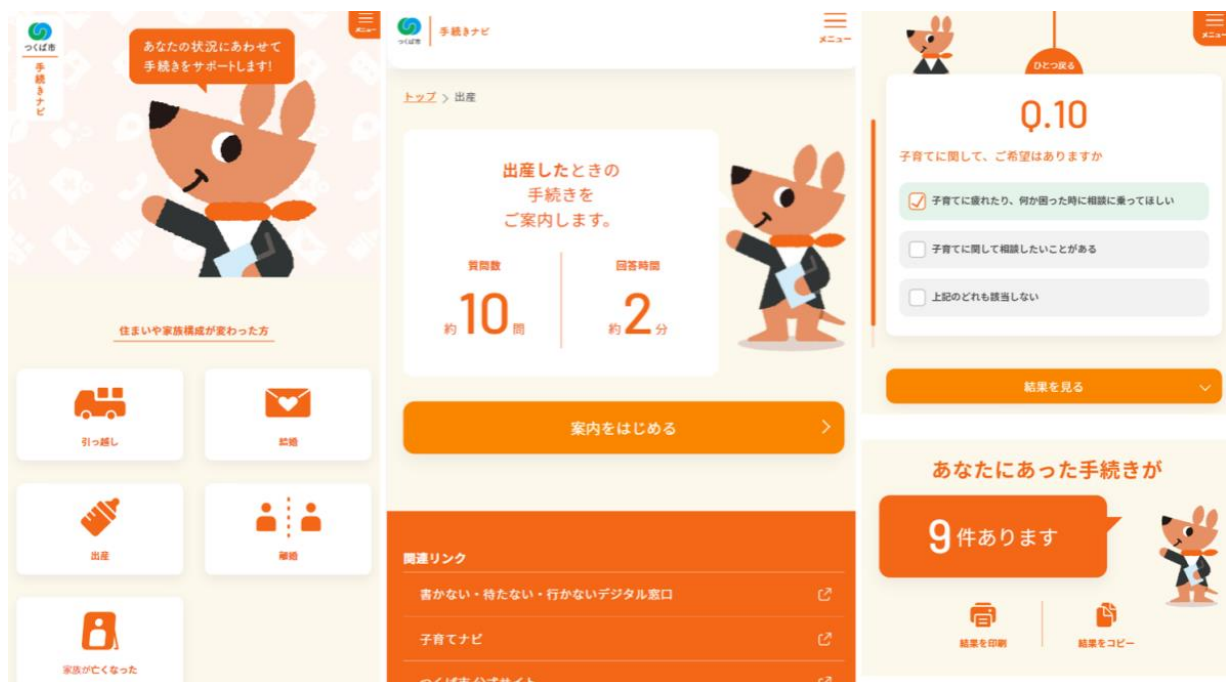 つくば市
手続きナビ
あなたの状況にあわせて
手続きをサポートします!
メニュー
住まいや家族構成が変わった方
引っ越し
結婚
出産
離婚
家族が亡くなった
つくば市
手続きナビ
メニュー
トップ > 出産
出産したときの
手続きを
ご案内します。
質問数
約10問
回答時間
約2分
案内をはじめる
関連リンク
書かない・待たない・行かないデジタル窓口
子育てナビ
つくば市公式サイト
メニュー
ひとつ戻る
Q.10
子育てに関して、ご希望はありますか
子育てに疲れたり、何か困った時に相談に乗ってほしい
子育てに関して相談したいことがある
上記のどれも該当しない
結果を見る
あなたにあった手続きが
9件あります
結果を印刷
結果をコピー